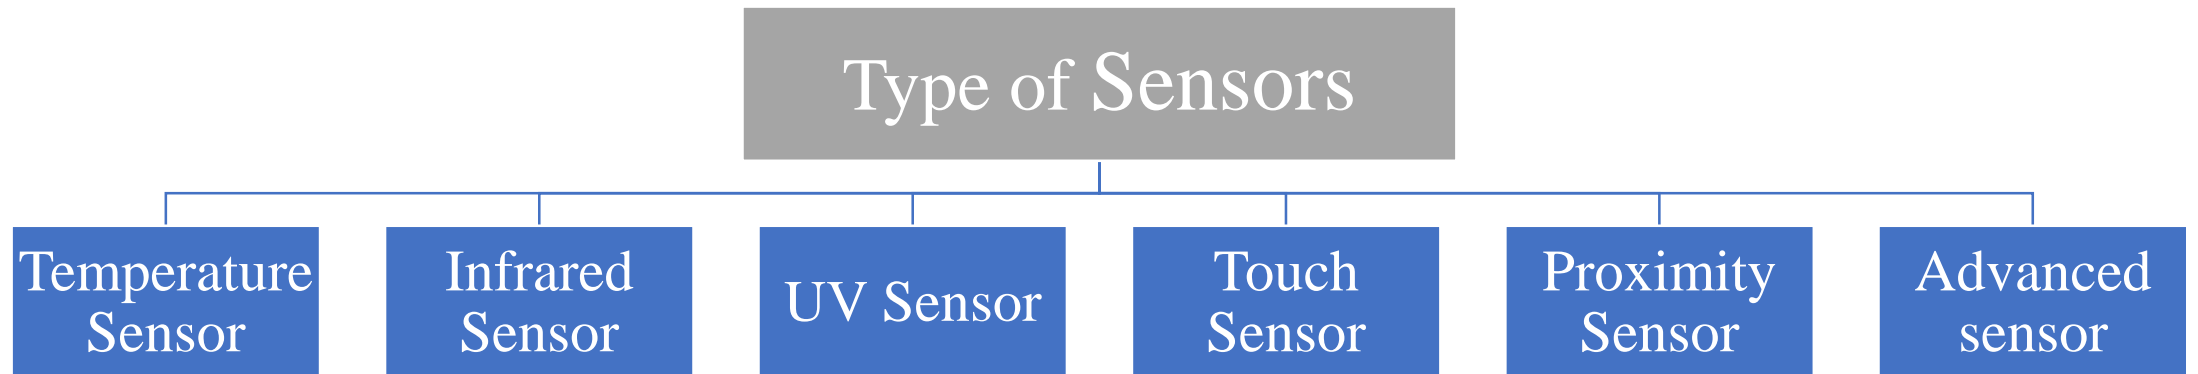 Type of Sensors
Temperature
Sensor
Infrared
Sensor
UV Sensor
Touch
Sensor
Proximity
Sensor
Advanced
sensor